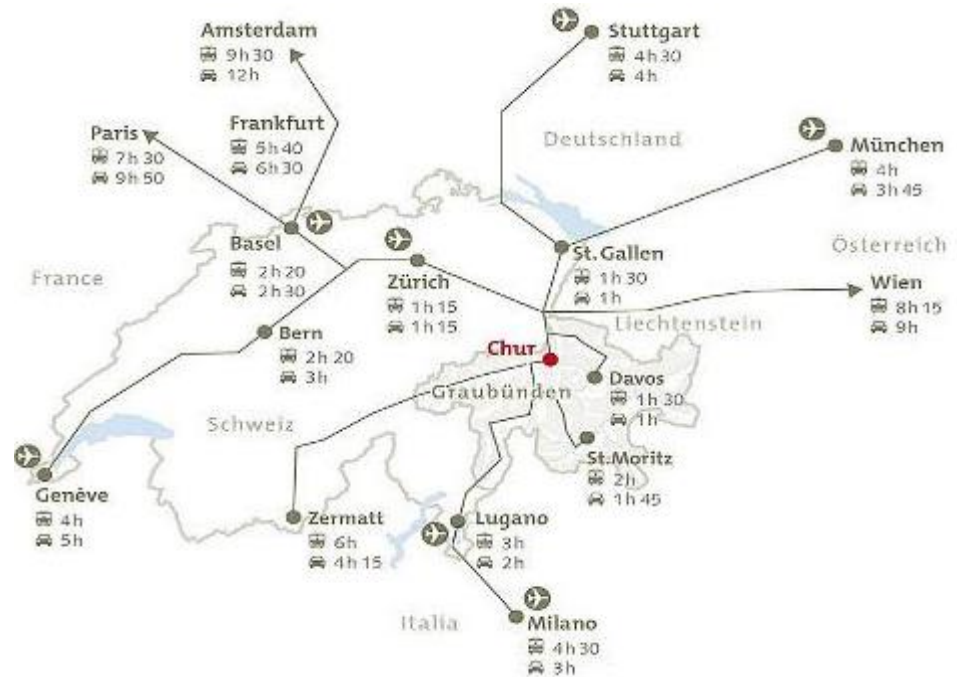 Amsterdam
9h30
12h
Stuttgart
4h30
4h
Paris
7h30
9h50
Frankfurt
5h40
6h30
Deutschland
München
4h
3h45
France
Basel
2h20
2h30
Zürich
1h15
1h15
St.Gallen
1h30
1h
Österreich
Wien
8h15
9h
Bern
2h20
3h
Liechtenstein
Chur
Graubünden
Davos
1h30
1h
Schweiz
St.Moritz
2h
1h45
Genève
4h
5h
Zermatt
6h
4h15
Lugano
3h
2h
Italia
Milano
4h30
3h